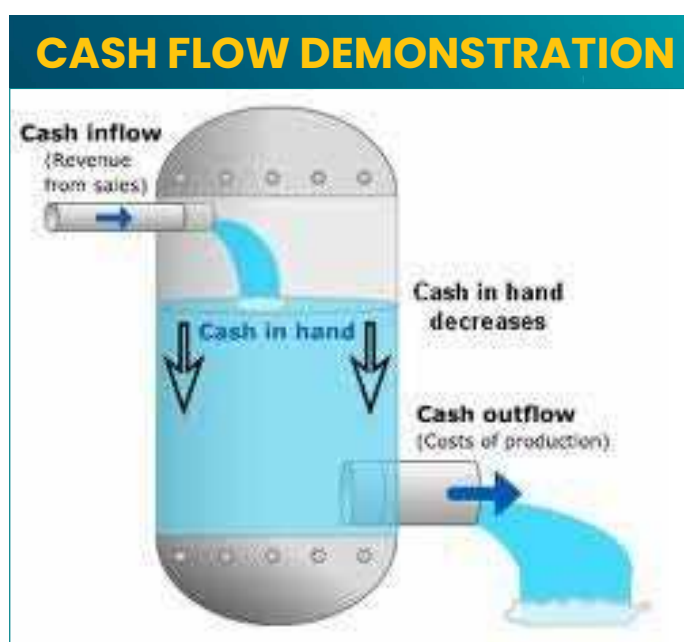 CASH FLOW DEMONSTRATION
Cash inflow
(Revenue
from sales)
Cash in hand
Cash in hand
decreases
Cash outflow
(Costs of production)